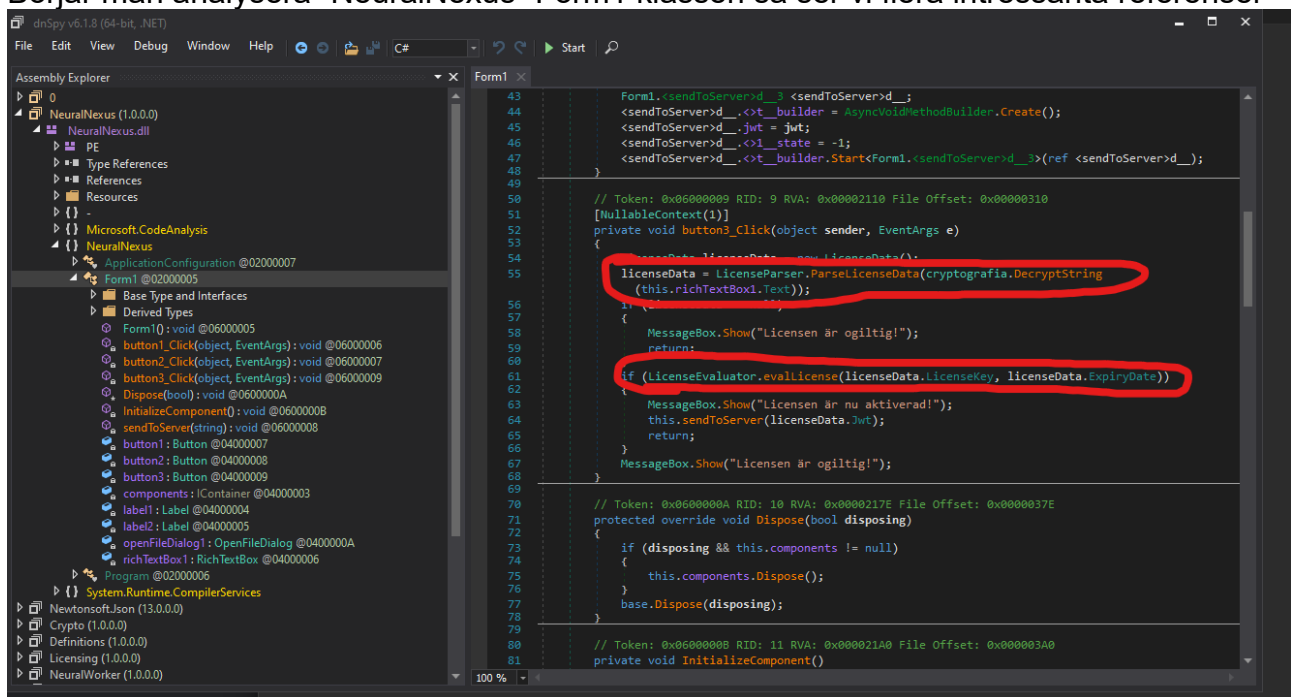 Börjar man analysera "NeuralNexus" Form1 klassen så ser vi flera intressanta referenser
dnSpy v6.1.8 (64-bit, .NET)
File Edit View Debug Window Help C# Start
Assembly Explorer
Form1
0
NeuralNexus (1.0.0.0)
NeuralNexus.dll
PE
Type References
References
Resources
{} -
{} Microsoft.CodeAnalysis
{} NeuralNexus
ApplicationConfiguration @02000007
Form1 @02000005
Base Type and Interfaces
Derived Types
Form1() : void @06000005
button1_Click(object, EventArgs) : void @06000006
button2_Click(object, EventArgs) : void @06000007
button3_Click(object, EventArgs) : void @06000009
Dispose(bool) : void @0600000A
InitializeComponent() : void @0600000B
sendToServer(string) : void @06000008
button1 : Button @04000007
button2 : Button @04000008
button3 : Button @04000009
components : IContainer @04000003
label1 : Label @04000004
label2 : Label @04000005
openFileDialog1 : OpenFileDialog @0400000A
richTextBox1 : RichTextBox @04000006
Program @02000006
{} System.Runtime.CompilerServices
Newtonsoft.Json (13.0.0.0)
Crypto (1.0.0.0)
Definitions (1.0.0.0)
Licensing (1.0.0.0)
NeuralWorker (1.0.0.0)
43 Form1.<sendToServer>d__3 <sendToServer>d__;
44 <sendToServer>d__.<>t__builder = AsyncVoidMethodBuilder.Create();
45 <sendToServer>d__.jwt = jwt;
46 <sendToServer>d__.<>1__state = -1;
47 <sendToServer>d__.<>t__builder.Start<Form1.<sendToServer>d__3>(ref <sendToServer>d__);
48 }
49
50 // Token: 0x06000009 RID: 9 RVA: 0x00002110 File Offset: 0x00000310
51 [NullableContext(1)]
52 private void button3_Click(object sender, EventArgs e)
53 {
54 licenseData = new LicenseData();
55 licenseData = LicenseParser.ParseLicenseData(cryptografia.DecryptString
(this.richTextBox1.Text));
56 if
57 {
58 MessageBox.Show("Licensen är ogiltig!");
59 return;
60
61 if (LicenseEvaluator.evalLicense(licenseData.LicenseKey, licenseData.ExpiryDate))
62 {
63 MessageBox.Show("Licensen är nu aktiverad!");
64 this.sendToServer(licenseData.Jwt);
65 return;
66 }
67 MessageBox.Show("Licensen är ogiltig!");
68 }
69
70 // Token: 0x0600000A RID: 10 RVA: 0x0000217E File Offset: 0x0000037E
71 protected override void Dispose(bool disposing)
72 {
73 if (disposing && this.components != null)
74 {
75 this.components.Dispose();
76 }
77 base.Dispose(disposing);
78 }
79
80 // Token: 0x0600000B RID: 11 RVA: 0x000021A0 File Offset: 0x000003A0
81 private void InitializeComponent()
100 %